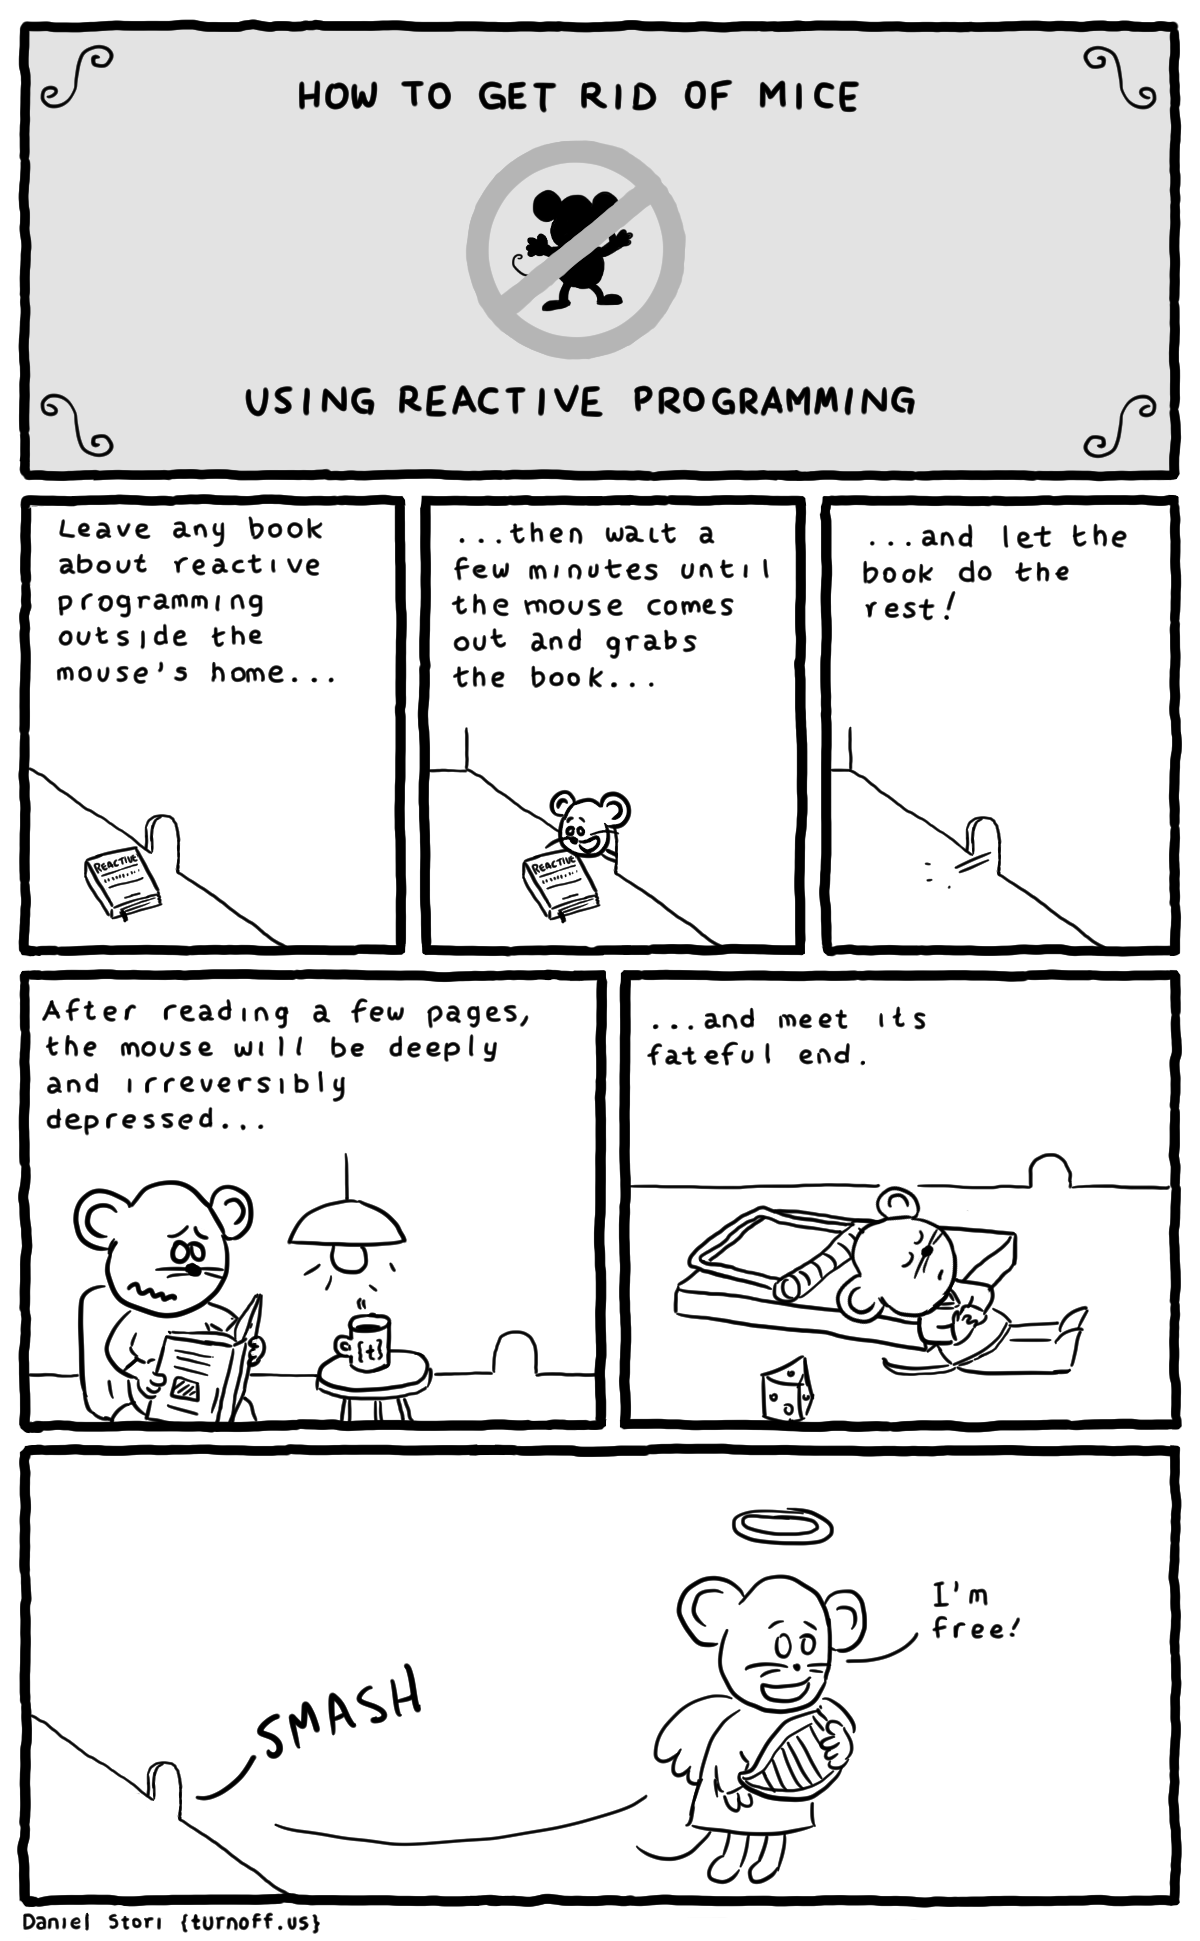 HOW TO GET RID OF MICE
USING REACTIVE PROGRAMMING
Leave any book
about reactive
programming
outside the
mouse's home...
REACTIVE
...then wait a
few minutes until
the mouse comes
out and grabs
the book...
REACTIVE
...and let the
book do the
rest!
After reading a few pages,
the mouse will be deeply
and irreversibly
depressed...
{t}
...and meet its
fateful end.
I'm
free!
SMASH
Daniel Stori {turnoff.us}